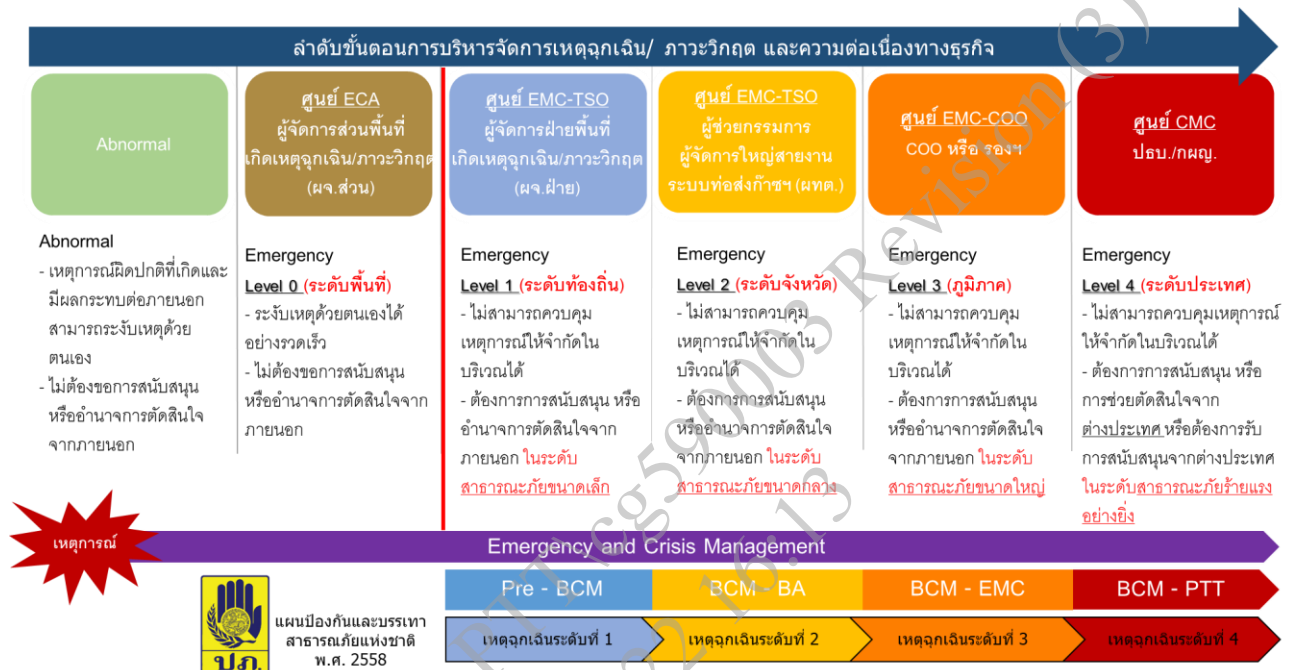 ลำดับขั้นตอนการบริหารจัดการเหตุฉุกเฉิน/ ภาวะวิกฤต และความต่อเนื่องทางธุรกิจ
Abnormal
ศูนย์ ECA
ผู้จัดการส่วนพื้นที่
เกิดเหตุฉุกเฉิน/ภาวะวิกฤต
(ผจ.ส่วน)
ศูนย์ EMC-TSO
ผู้จัดการฝ่ายพื้นที่
เกิดเหตุฉุกเฉิน/ภาวะวิกฤต
(ผจ.ฝ่าย)
ศูนย์ EMC-TSO
ผู้ช่วยกรรมการ
ผู้จัดการใหญ่สายงาน
ระบบท่อส่งก๊าซฯ (ผทต.)
ศูนย์ EMC-COO
COO หรือ รองฯ
ศูนย์ CMC
ปธบ./กผญ.
Abnormal
- เหตุการณ์ผิดปกติที่เกิดและ
มีผลกระทบต่อภายนอก
สามารถระงับเหตุด้วย
ตนเอง
- ไม่ต้องขอการสนับสนุน
หรืออำนาจการตัดสินใจ
จากภายนอก
Emergency
Level 0 (ระดับพื้นที่)
- ระงับเหตุด้วยตนเองได้
อย่างรวดเร็ว
- ไม่ต้องขอการสนับสนุน
หรืออำนาจการตัดสินใจจาก
ภายนอก
Emergency
Level 1 (ระดับท้องถิ่น)
- ไม่สามารถควบคุม
เหตุการณ์ให้จำกัดใน
บริเวณได้
- ต้องการการสนับสนุน หรือ
อำนาจการตัดสินใจจาก
ภายนอก ในระดับ
สาธารณะภัยขนาดเล็ก
Emergency
Level 2 (ระดับจังหวัด)
- ไม่สามารถควบคุม
เหตุการณ์ให้จำกัดใน
บริเวณได้
- ต้องการการสนับสนุน
หรืออำนาจการตัดสินใจ
จากภายนอก ในระดับ
สาธารณะภัยขนาดกลาง
Emergency
Level 3 (ภูมิภาค)
- ไม่สามารถควบคุม
เหตุการณ์ให้จำกัดใน
บริเวณได้
- ต้องการการสนับสนุน
หรืออำนาจการตัดสินใจ
จากภายนอก ในระดับ
สาธารณะภัยขนาดใหญ่
Emergency
Level 4 (ระดับประเทศ)
- ไม่สามารถควบคุมเหตุการณ์
ให้จำกัดในบริเวณได้
- ต้องการการสนับสนุน หรือ
การช่วยตัดสินใจจาก
ต่างประเทศ หรือต้องการรับ
การสนับสนุนจากต่างประเทศ
ในระดับสาธารณะภัยร้ายแรง
อย่างยิ่ง
เหตุการณ์
Emergency and Crisis Management
Pre - BCM
BCM - BA
BCM - EMC
BCM - PTT
ปภ.
แผนป้องกันและบรรเทา
สาธารณภัยแห่งชาติ
พ.ศ. 2558
เหตุฉุกเฉินระดับที่ 1
เหตุฉุกเฉินระดับที่ 2
เหตุฉุกเฉินระดับที่ 3
เหตุฉุกเฉินระดับที่ 4
PTT\cg590003 Revision (3)
22 16:13